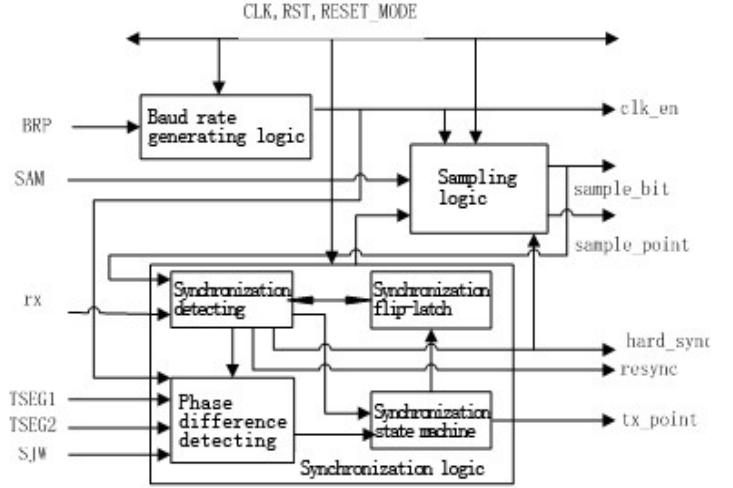 CLK, RST, RESET_MODE
BRP
Baud rate
generating logic
clk_en
SAM
Sampling
logic
sample_bit
sample_point
rx
Synchronization
detecting
Synchronization
flip-latch
hard_sync
resync
TSEG1
TSEG2
SJW
Phase
difference
detecting
Synchronization
state machine
tx_point
Synchronization logic